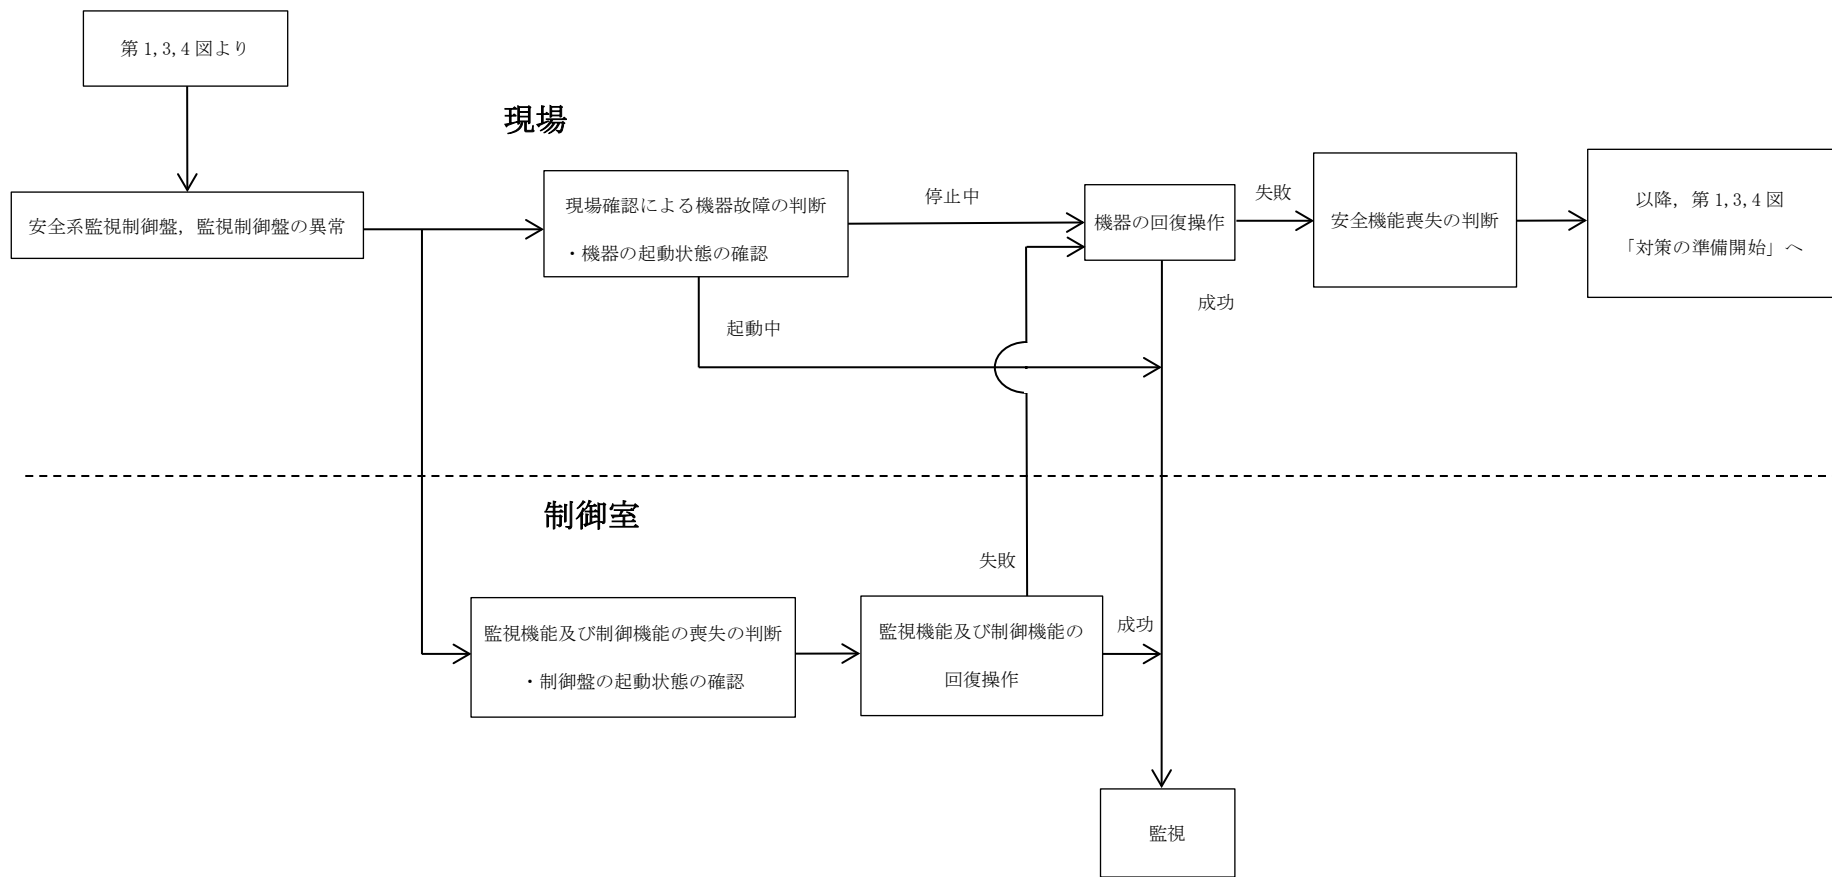 第1,3,4図より
現場
安全系監視制御盤，監視制御盤の異常
現場確認による機器故障の判断
・機器の起動状態の確認
停止中
機器の回復操作
失敗
安全機能喪失の判断
以降，第1,3,4図
「対策の準備開始」へ
起動中
成功
制御室
失敗
監視機能及び制御機能の喪失の判断
・制御盤の起動状態の確認
監視機能及び制御機能の
回復操作
成功
監視